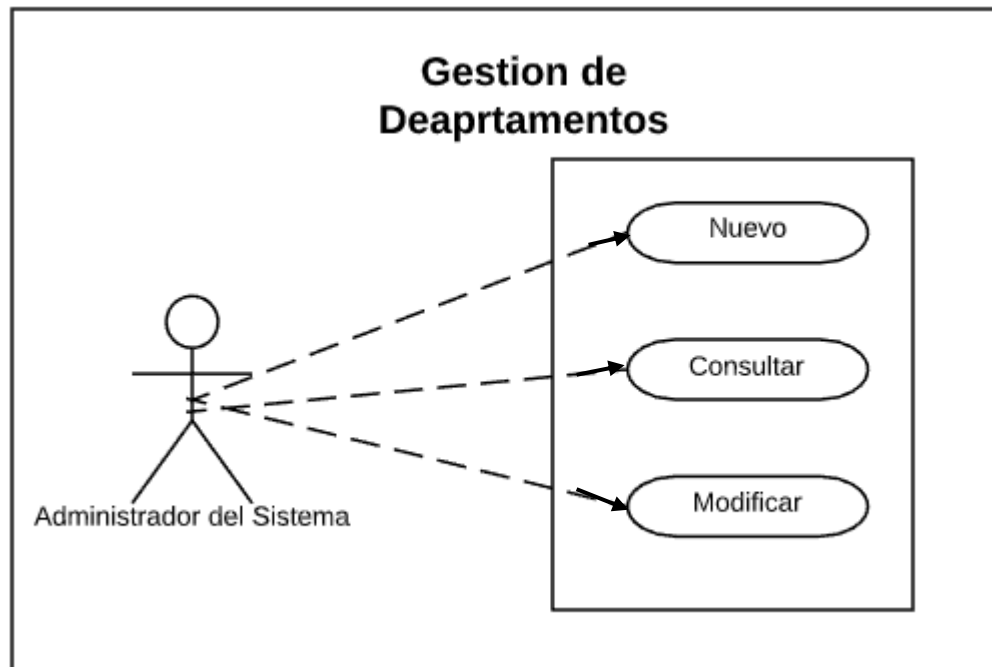 Gestion de
Deaprtamentos
Nuevo
Consultar
Modificar
Administrador del Sistema